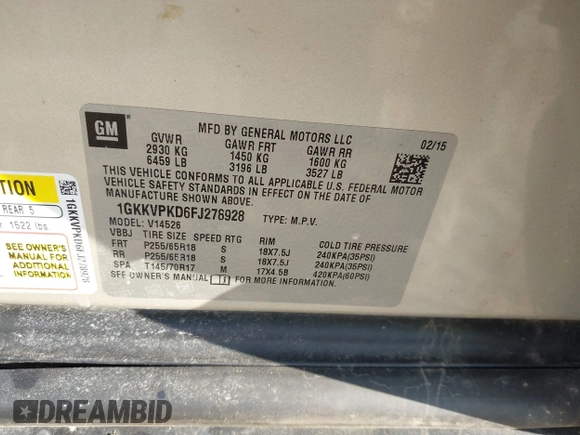 GM
MFD BY GENERAL MOTORS LLC
02/15
GVWR GAWR FRT GAWR RR
2930 KG 1450 KG 1600 KG
6459 LB 3196 LB 3527 LB
THIS VEHICLE CONFORMS TO ALL APPLICABLE U.S. FEDERAL MOTOR
VEHICLE SAFETY STANDARDS IN EFFECT ON THE DATE OF
MANUFACTURE SHOWN ABOVE.
1GKKVPKD6FJ276928 TYPE: M.P.V.
V14526
VBBJ TIRE SIZE SPEED RTG RIM COLD TIRE PRESSURE
FRT P255/65R18 S 18X7.5J 240KPA(35PSI)
RR P255/65R18 S 18X7.5J 240KPA(35PSI)
SPA T145/70R17 M 17X4.5B 420KPA(60PSI)
SEE OWNER'S MANUAL i FOR MORE INFORMATION.
TION
REAR 5
1522 lbs.
SEE OWNER'S
MANUAL FOR
ADDITIONAL
INFORMATION
1GKKVPKD6FJ276928
DREAMBID